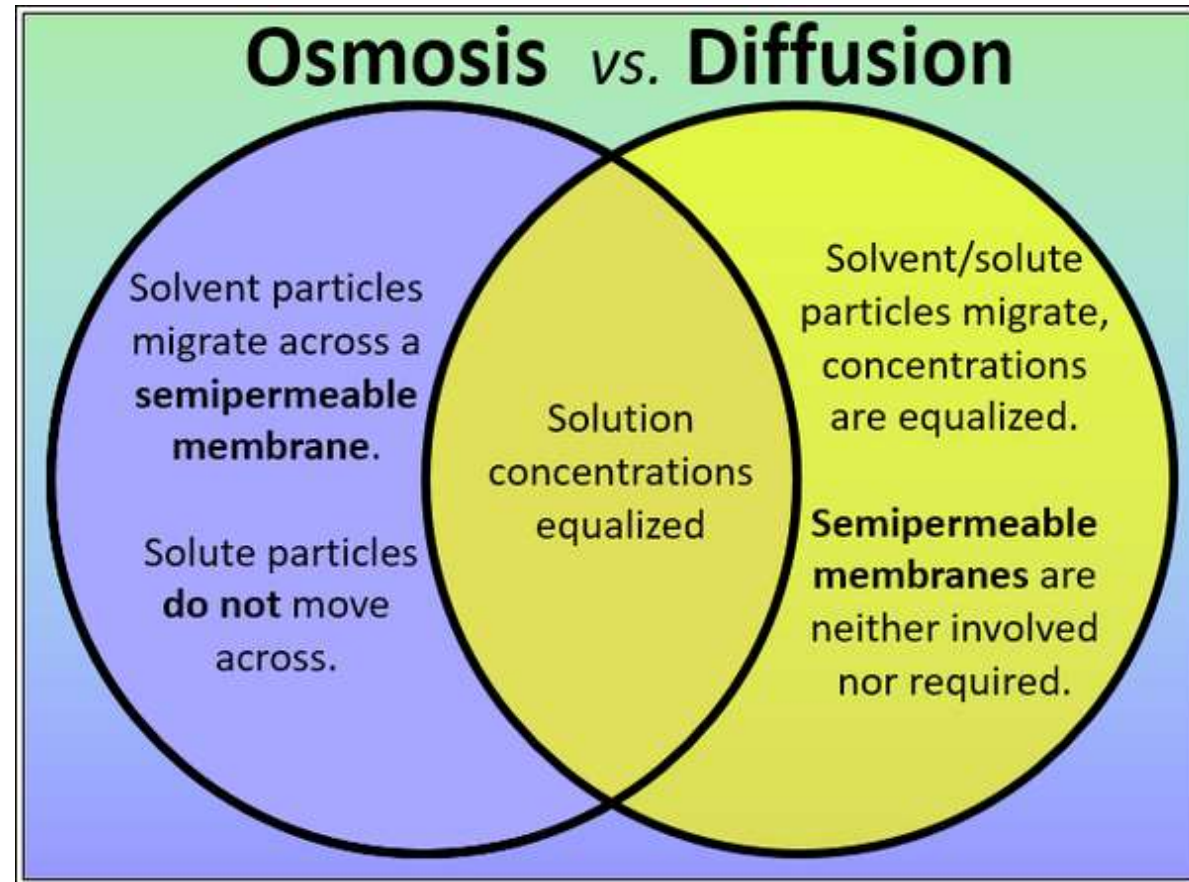 Osmosis vs. Diffusion
Solvent particles
migrate across a
semipermeable
membrane.
Solute particles
do not move
across.
Solution
concentrations
equalized
Solvent/solute
particles migrate,
concentrations
are equalized.
Semipermeable
membranes are
neither involved
nor required.